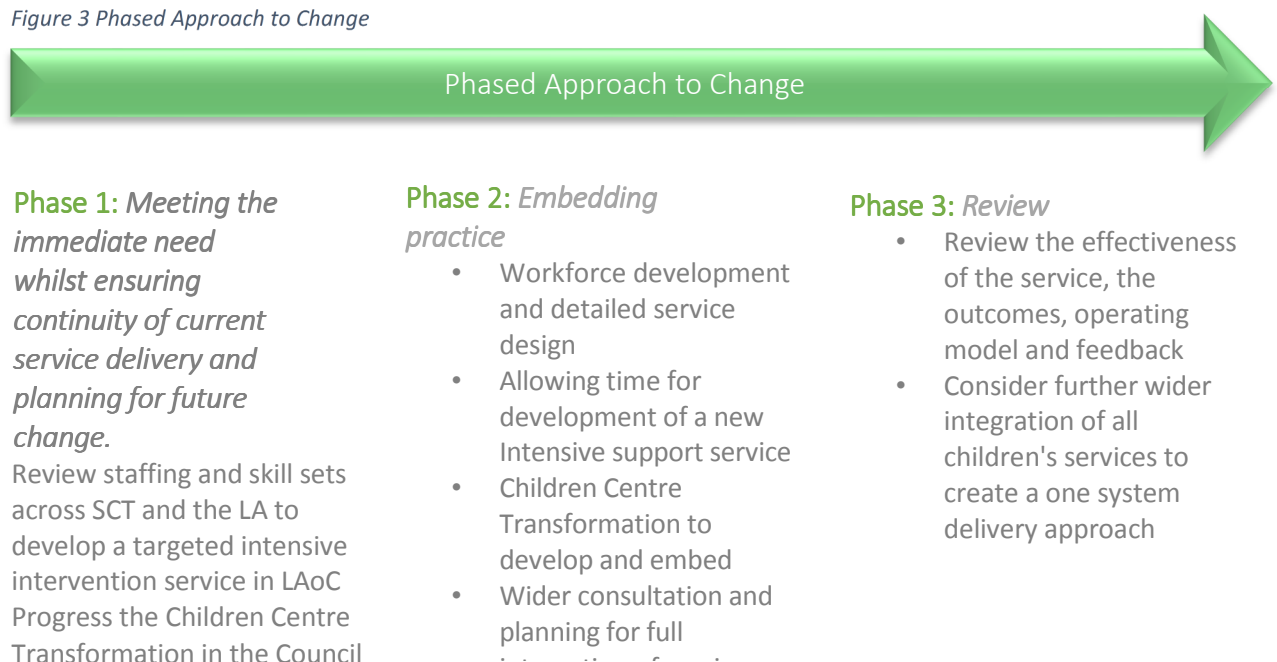 Figure 3 Phased Approach to Change
Phased Approach to Change
Phase 1: Meeting the
immediate need
whilst ensuring
continuity of current
service delivery and
planning for future
change.
Review staffing and skill sets
across SCT and the LA to
develop a targeted intensive
intervention service in LAoC
Progress the Children Centre
Transformation in the Council
Phase 2: Embedding
practice
• Workforce development
and detailed service
design
• Allowing time for
development of a new
Intensive support service
• Children Centre
Transformation to
develop and embed
• Wider consultation and
planning for full
Phase 3: Review
• Review the effectiveness
of the service, the
outcomes, operating
model and feedback
• Consider further wider
integration of all
children's services to
create a one system
delivery approach